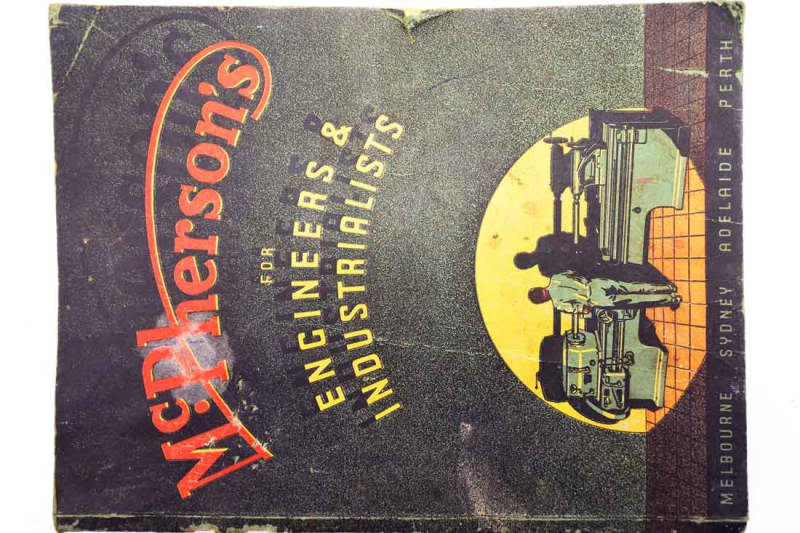 McPherson's
FOR
ENGINEERS &
INDUSTRIALISTS
MELBOURNE SYDNEY ADELAIDE PERTH